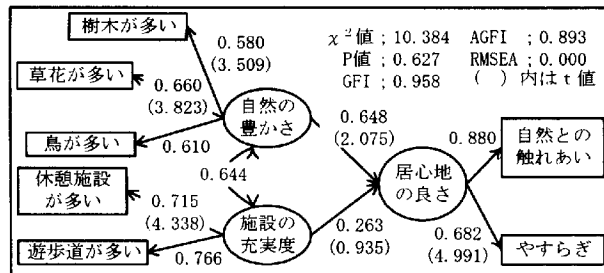 樹木が多い
草花が多い
鳥が多い
休憩施設
が多い
遊歩道が多い
0.580
(3.509)
0.660
(3.823)
0.610
0.715
(4.338)
0.766
自然の
豊かさ
0.644
施設の
充実度
χ²値;10.384 AGFI ;0.893
P値 ;0.627 RMSEA ;0.000
GFI ;0.958 ( )内はt値
0.648
(2.075)
0.263
(0.935)
居心地
の良さ
0.880
0.682
(4.991)
自然との
触れあい
やすらぎ